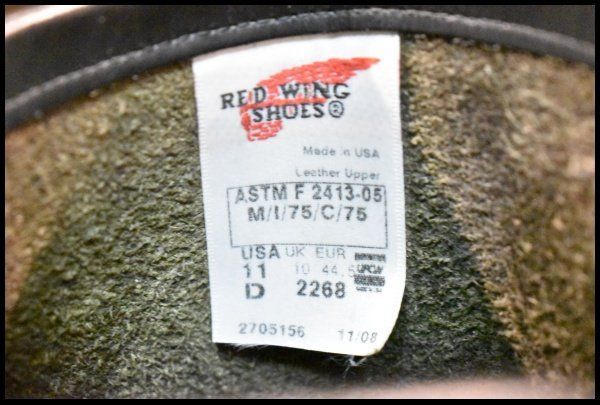 RED WING
SHOES®
Made in USA
Leather Upper
ASTM F 2413-05
M/I/75/C/75
USA UK EUR
11 10 44.5
D 2268
2705156 11/08